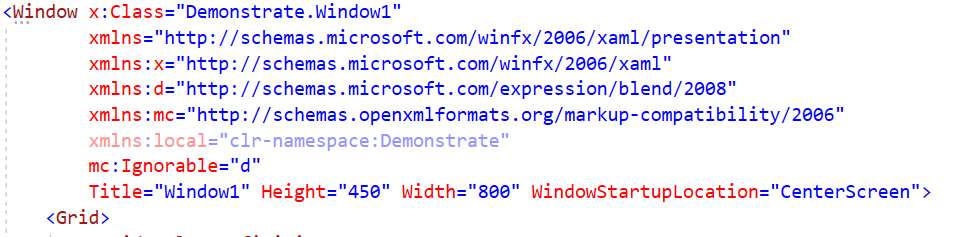 <Window x:Class="Demonstrate.Window1"
xmlns="http://schemas.microsoft.com/winfx/2006/xaml/presentation"
xmlns:x="http://schemas.microsoft.com/winfx/2006/xaml"
xmlns:d="http://schemas.microsoft.com/expression/blend/2008"
xmlns:mc="http://schemas.openxmlformats.org/markup-compatibility/2006"
xmlns:local="clr-namespace:Demonstrate"
mc:Ignorable="d"
Title="Window1" Height="450" Width="800" WindowStartupLocation="CenterScreen">
<Grid>